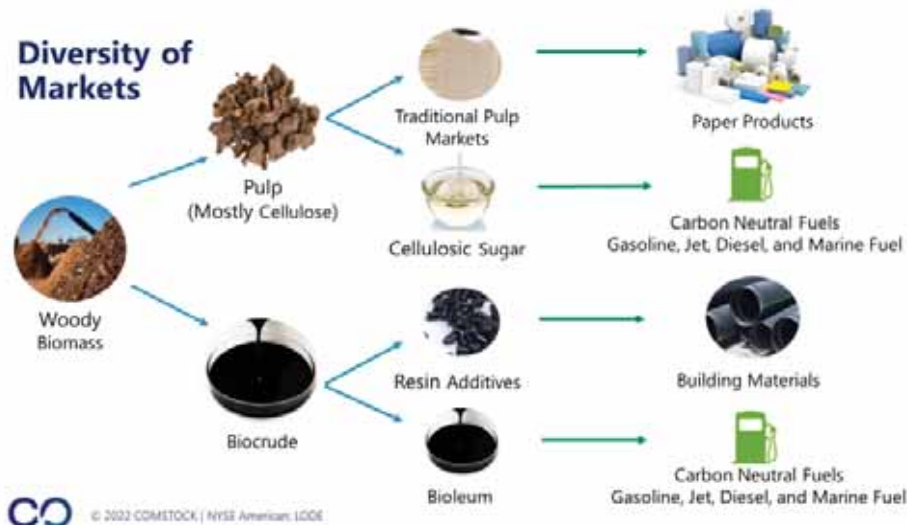 Diversity of
Markets
Traditional Pulp
Markets
Paper Products
Pulp
(Mostly Cellulose)
Cellulosic Sugar
Carbon Neutral Fuels
Gasoline, Jet, Diesel, and Marine Fuel
Woody
Biomass
Resin Additives
Building Materials
Biocrude
Bioleum
Carbon Neutral Fuels
Gasoline, Jet, Diesel, and Marine Fuel
© 2022 COMSTOCK | NYSE American: LODE